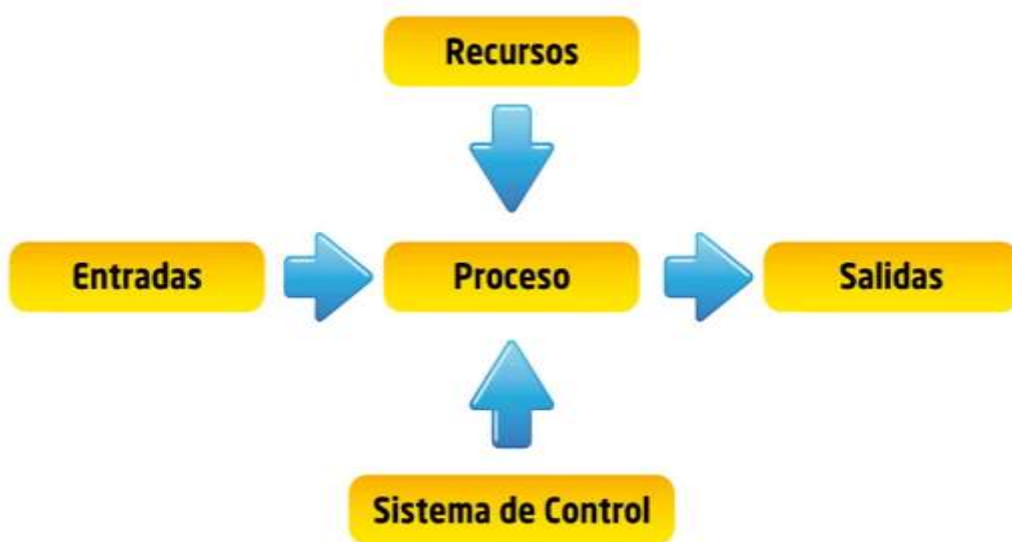 Recursos
Entradas
Proceso
Salidas
Sistema de Control